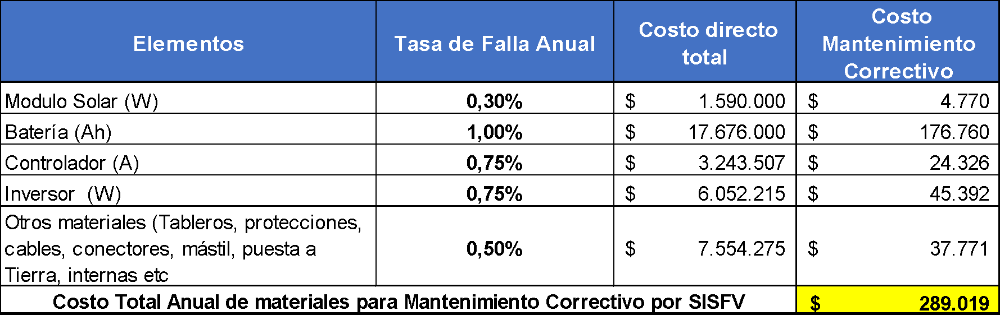 Elementos Tasa de Falla Anual Costo directo total Costo Mantenimiento Correctivo
Modulo Solar (W) 0,30% $ 1.590.000 $ 4.770
Batería (Ah) 1,00% $ 17.676.000 $ 176.760
Controlador (A) 0,75% $ 3.243.507 $ 24.326
Inversor (W) 0,75% $ 6.052.215 $ 45.392
Otros materiales (Tableros, protecciones,
cables, conectores, mástil, puesta a
Tierra, internas etc 0,50% $ 7.554.275 $ 37.771
Costo Total Anual de materiales para Mantenimiento Correctivo por SISFV $ 289.019